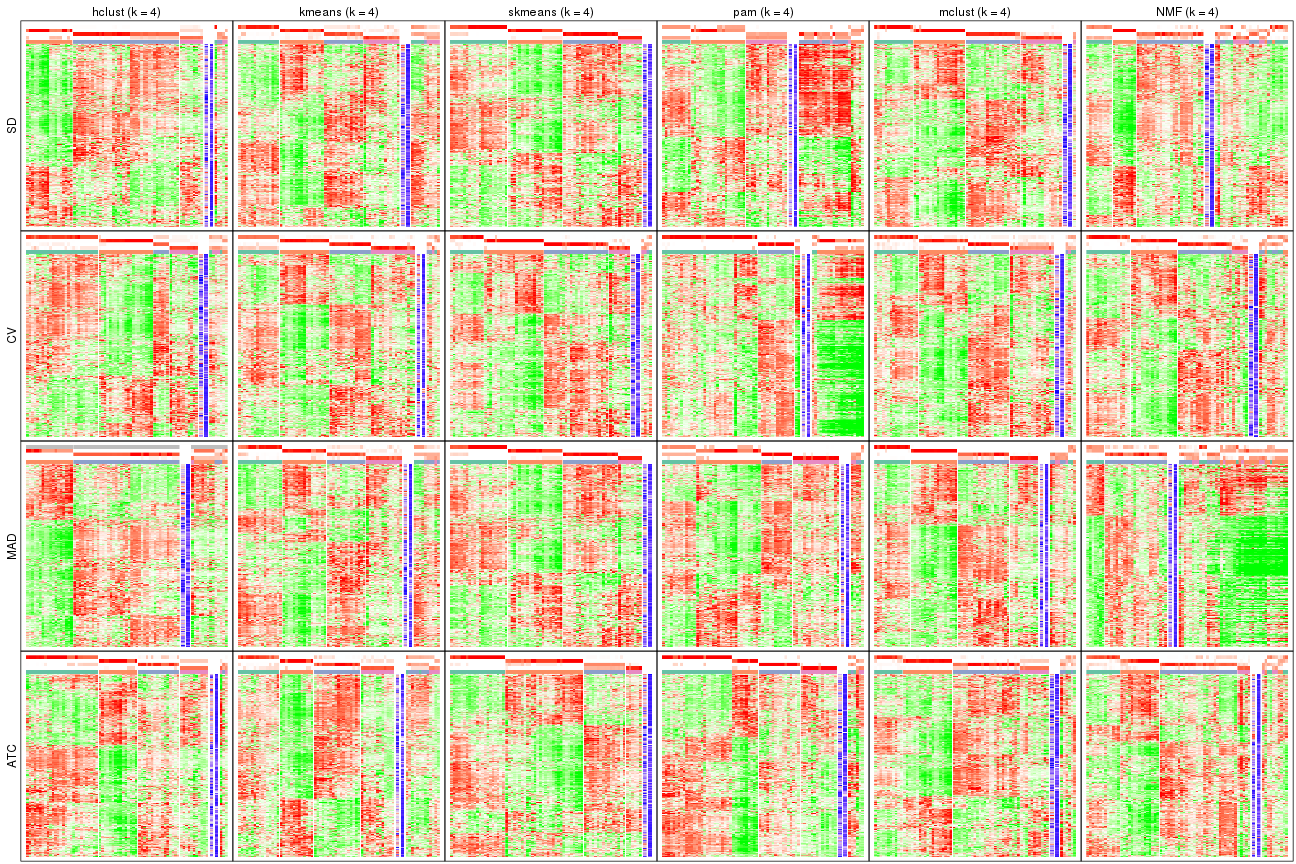 hclust (k = 4) kmeans (k = 4) skmeans (k = 4) pam (k = 4) mclust (k = 4) NMF (k = 4)
SD
CV
MAD
ATC